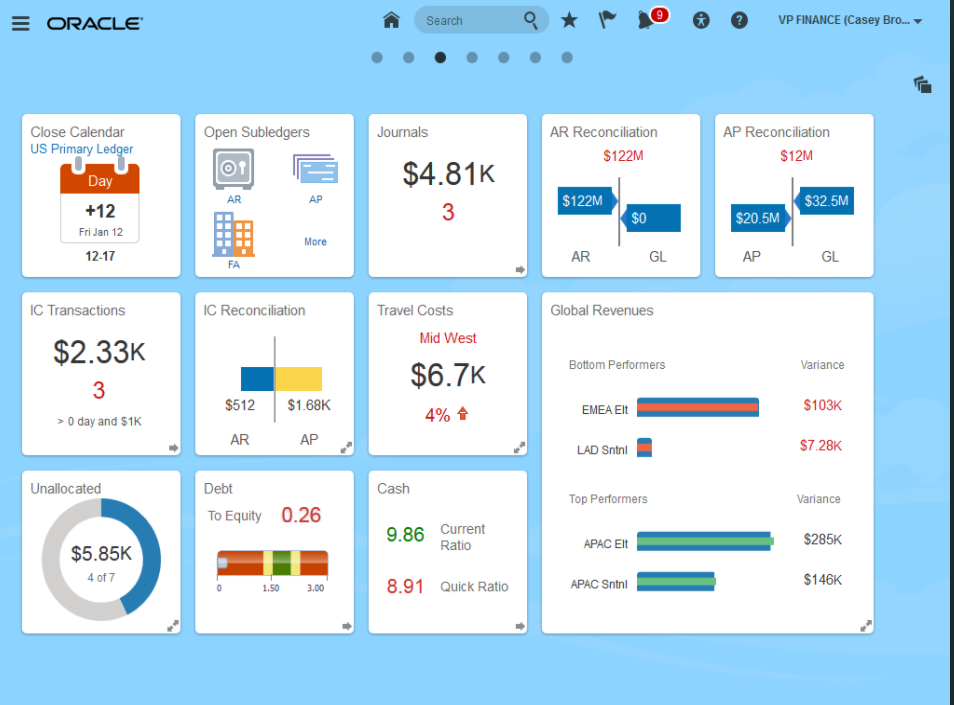 ORACLE
Search
9
?
VP FINANCE (Casey Bro...
Close Calendar
US Primary Ledger
Day
+12
Fri Jan 12
12-17
Open Subledgers
AR
AP
FA
More
Journals
$4.81K
3
AR Reconciliation
$122M
$122M
$0
AR GL
AP Reconciliation
$12M
$32.5M
$20.5M
AP GL
IC Transactions
$2.33K
3
> 0 day and $1K
IC Reconciliation
$512 $1.68K
AR AP
Travel Costs
Mid West
$6.7K
4%
Global Revenues
Bottom Performers Variance
EMEA Elt $103K
LAD Sntnl $7.28K
Top Performers Variance
APAC Elt $285K
APAC Sntnl $146K
Unallocated
$5.85K
4 of 7
Debt
To Equity 0.26
0 1.50 3.00
Cash
9.86 Current Ratio
8.91 Quick Ratio